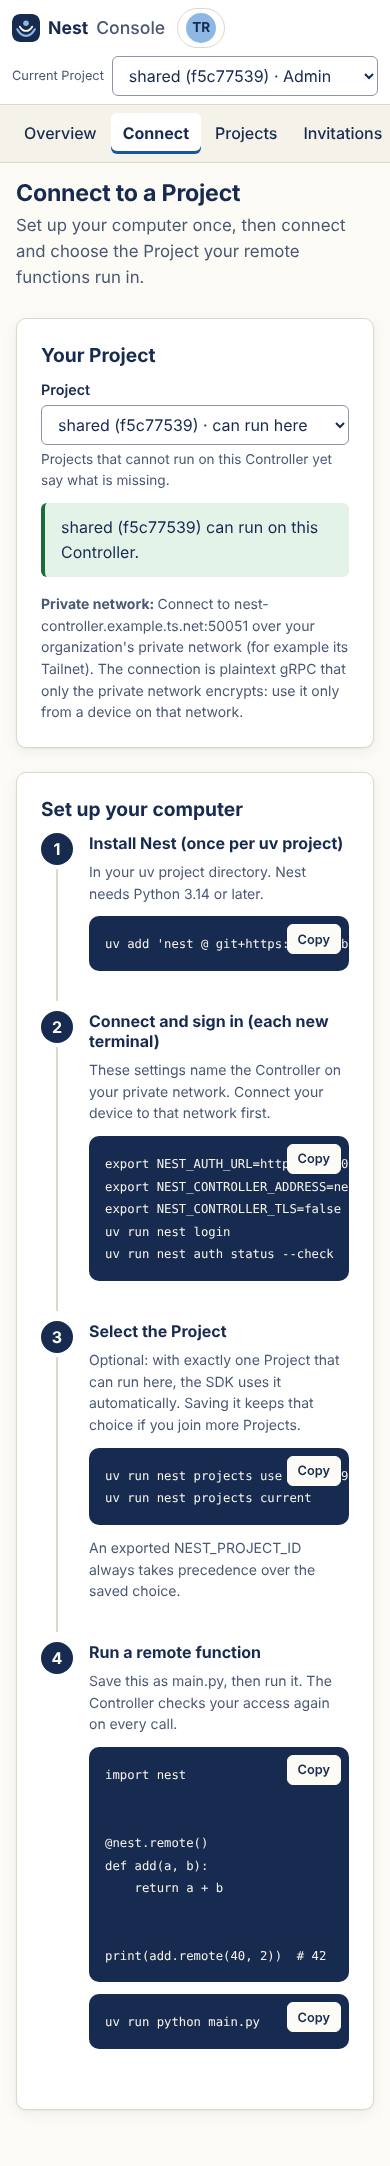 Nest Console TR
Current Project shared (f5c77539) · Admin
Overview Connect Projects Invitations
Connect to a Project
Set up your computer once, then connect
and choose the Project your remote
functions run in.
Your Project
Project
shared (f5c77539) · can run here
Projects that cannot run on this Controller yet
say what is missing.
shared (f5c77539) can run on this
Controller.
Private network: Connect to nest-
controller.example.ts.net:50051 over your
organization's private network (for example its
Tailnet). The connection is plaintext gRPC that
only the private network encrypts: use it only
from a device on that network.
Set up your computer
1 Install Nest (once per uv project)
In your uv project directory. Nest
needs Python 3.14 or later.
Copy
uv add 'nest @ git+https:
2 Connect and sign in (each new
terminal)
These settings name the Controller on
your private network. Connect your
device to that network first.
Copy
export NEST_AUTH_URL=http
export NEST_CONTROLLER_ADDRESS=ne
export NEST_CONTROLLER_TLS=false
uv run nest login
uv run nest auth status --check
3 Select the Project
Optional: with exactly one Project that
can run here, the SDK uses it
automatically. Saving it keeps that
choice if you join more Projects.
Copy
uv run nest projects use
uv run nest projects current
An exported NEST_PROJECT_ID
always takes precedence over the
saved choice.
4 Run a remote function
Save this as main.py, then run it. The
Controller checks your access again
on every call.
Copy
import nest
@nest.remote()
def add(a, b):
    return a + b
print(add.remote(40, 2))  # 42
Copy
uv run python main.py